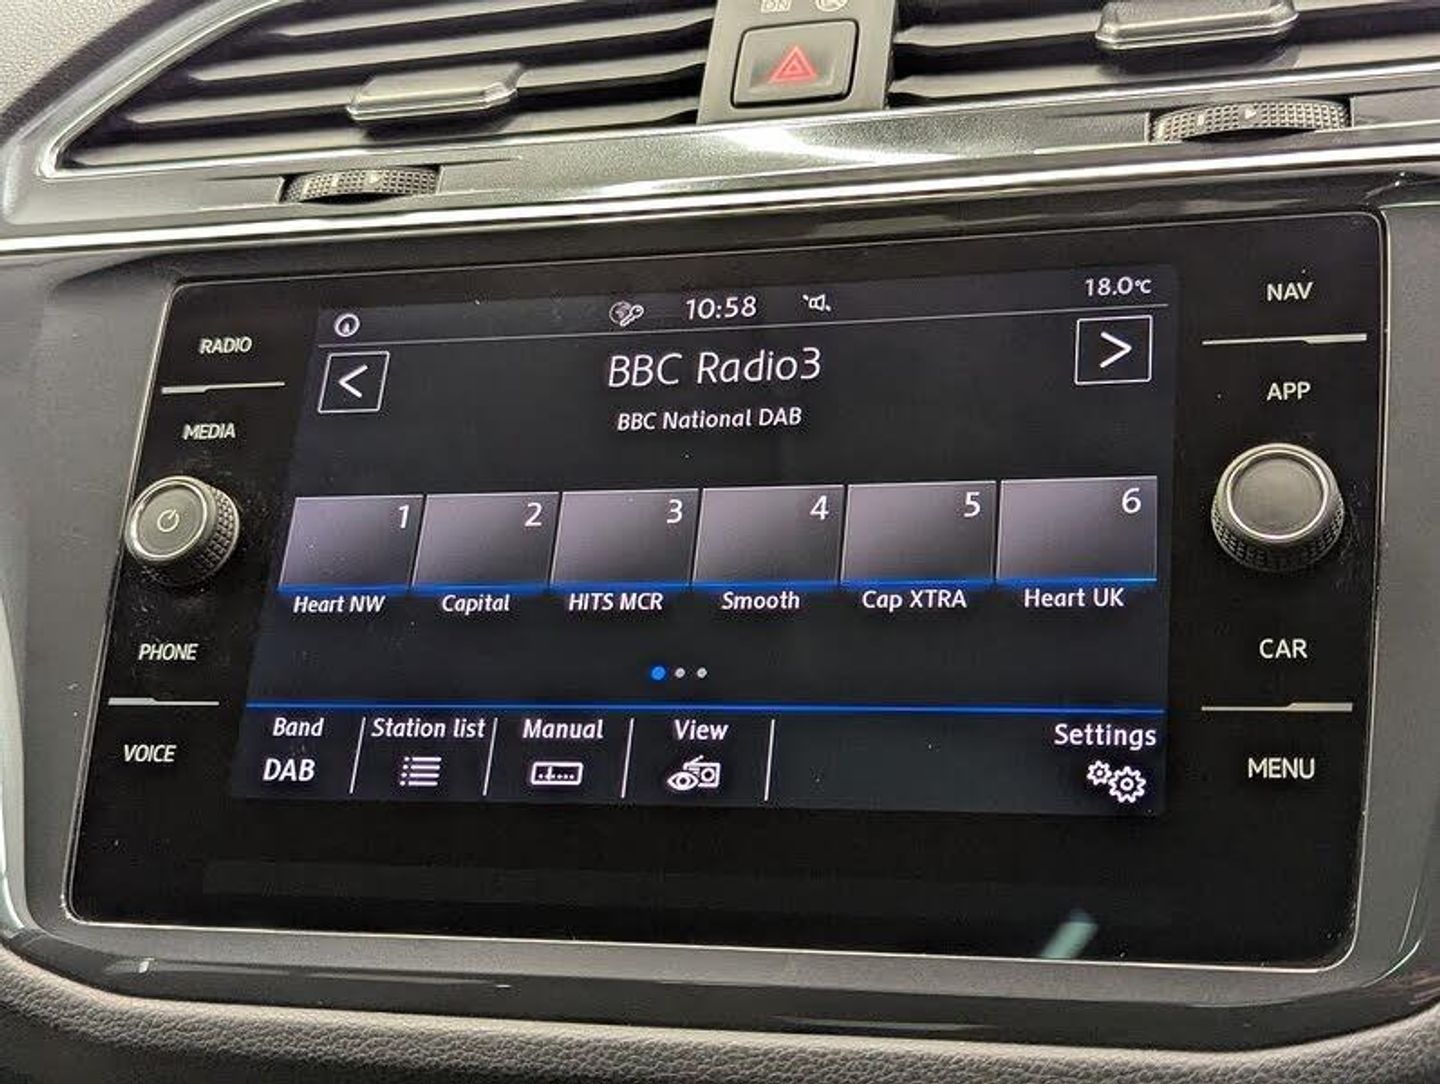 10:58
18.0°C
NAV
RADIO
<
BBC Radio3
>
BBC National DAB
APP
MEDIA
1
2
3
4
5
6
Heart NW
Capital
HITS MCR
Smooth
Cap XTRA
Heart UK
PHONE
CAR
VOICE
Band
Station list
Manual
View
Settings
DAB
MENU